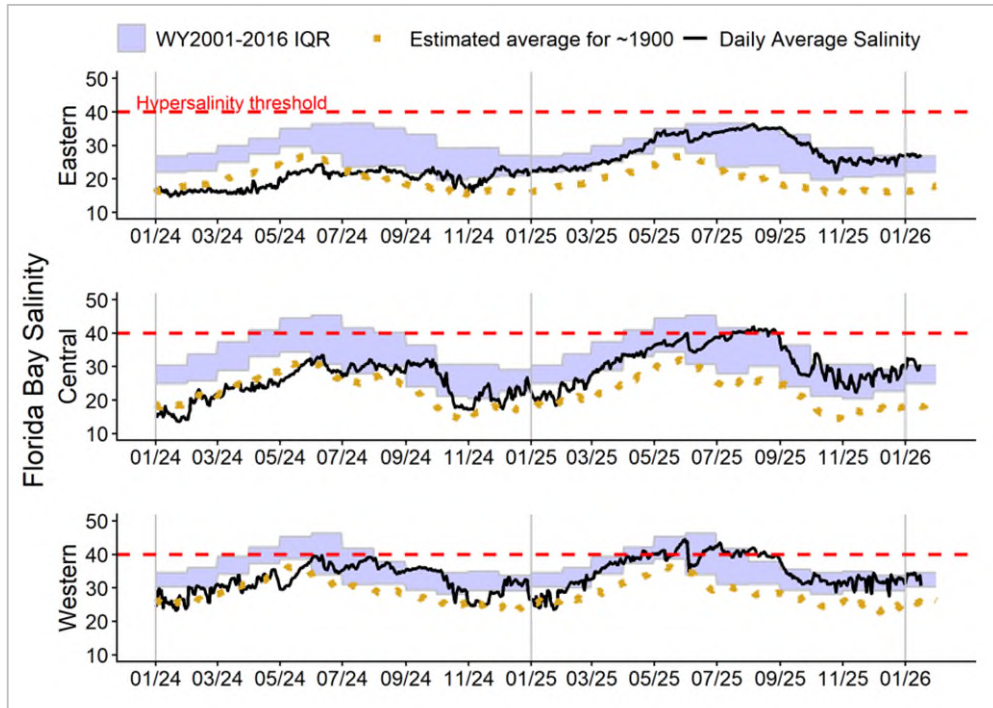 WY2001-2016 IQR Estimated average for ~1900 Daily Average Salinity
Florida Bay Salinity
Eastern
50
40
30
20
10
Hypersalinity threshold
01/24 03/24 05/24 07/24 09/24 11/24 01/25 03/25 05/25 07/25 09/25 11/25 01/26
Central
50
40
30
20
10
01/24 03/24 05/24 07/24 09/24 11/24 01/25 03/25 05/25 07/25 09/25 11/25 01/26
Western
50
40
30
20
10
01/24 03/24 05/24 07/24 09/24 11/24 01/25 03/25 05/25 07/25 09/25 11/25 01/26